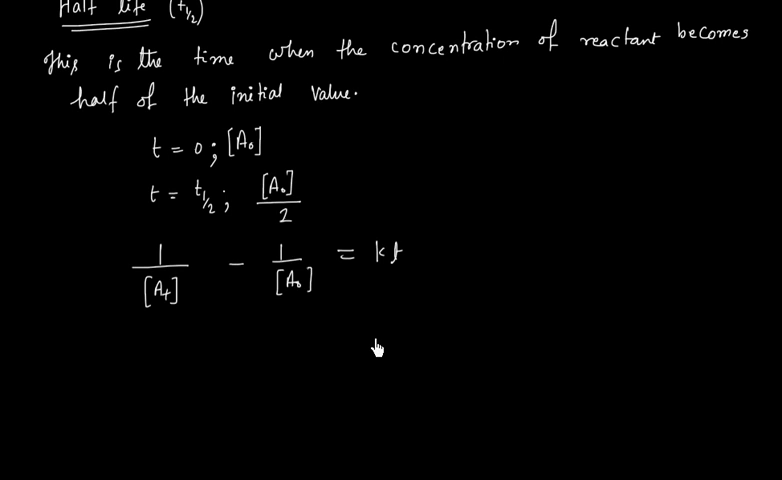 Half life (t1/2)
This is the time when the concentration of reactant becomes
half of the initial value.
t = 0 ; [A₀]
t = t1/2 ; [A₀]/2
1/[At] - 1/[A₀] = kt